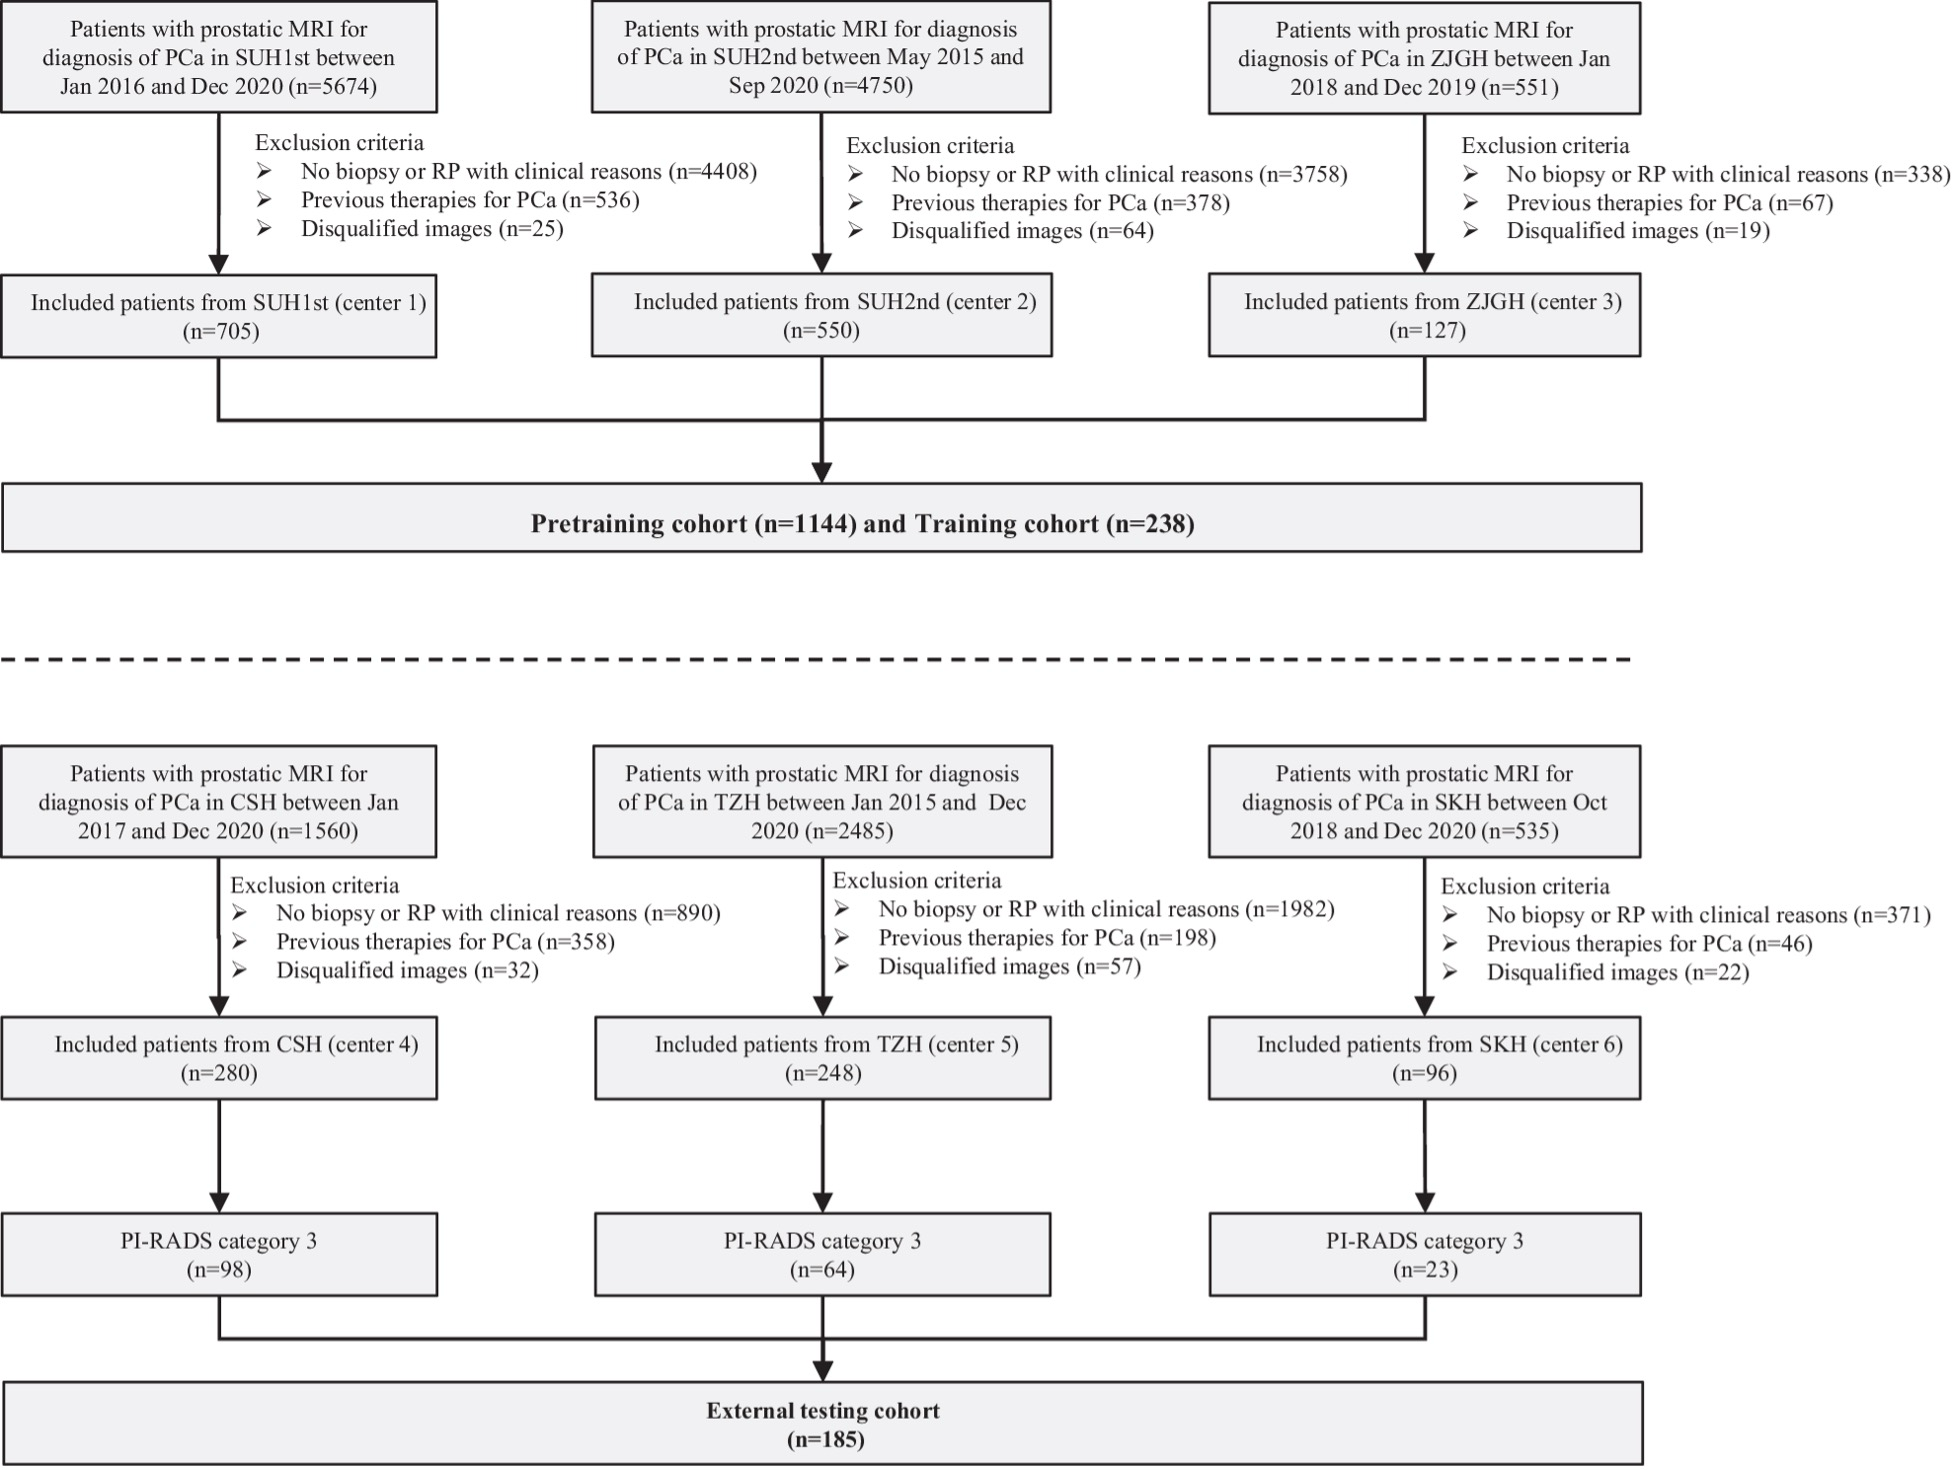 Patients with prostatic MRI for
diagnosis of PCa in SUH1st between
Jan 2016 and Dec 2020 (n=5674)
Patients with prostatic MRI for diagnosis
of PCa in SUH2nd between May 2015 and
Sep 2020 (n=4750)
Patients with prostatic MRI for
diagnosis of PCa in ZJGH between Jan
2018 and Dec 2019 (n=551)
Exclusion criteria
➢ No biopsy or RP with clinical reasons (n=4408)
➢ Previous therapies for PCa (n=536)
➢ Disqualified images (n=25)
Exclusion criteria
➢ No biopsy or RP with clinical reasons (n=3758)
➢ Previous therapies for PCa (n=378)
➢ Disqualified images (n=64)
Exclusion criteria
➢ No biopsy or RP with clinical reasons (n=338)
➢ Previous therapies for PCa (n=67)
➢ Disqualified images (n=19)
Included patients from SUH1st (center 1)
(n=705)
Included patients from SUH2nd (center 2)
(n=550)
Included patients from ZJGH (center 3)
(n=127)
Pretraining cohort (n=1144) and Training cohort (n=238)
Patients with prostatic MRI for
diagnosis of PCa in CSH between Jan
2017 and Dec 2020 (n=1560)
Patients with prostatic MRI for diagnosis
of PCa in TZH between Jan 2015 and Dec
2020 (n=2485)
Patients with prostatic MRI for
diagnosis of PCa in SKH between Oct
2018 and Dec 2020 (n=535)
Exclusion criteria
➢ No biopsy or RP with clinical reasons (n=890)
➢ Previous therapies for PCa (n=358)
➢ Disqualified images (n=32)
Exclusion criteria
➢ No biopsy or RP with clinical reasons (n=1982)
➢ Previous therapies for PCa (n=198)
➢ Disqualified images (n=57)
Exclusion criteria
➢ No biopsy or RP with clinical reasons (n=371)
➢ Previous therapies for PCa (n=46)
➢ Disqualified images (n=22)
Included patients from CSH (center 4)
(n=280)
Included patients from TZH (center 5)
(n=248)
Included patients from SKH (center 6)
(n=96)
PI-RADS category 3
(n=98)
PI-RADS category 3
(n=64)
PI-RADS category 3
(n=23)
External testing cohort
(n=185)